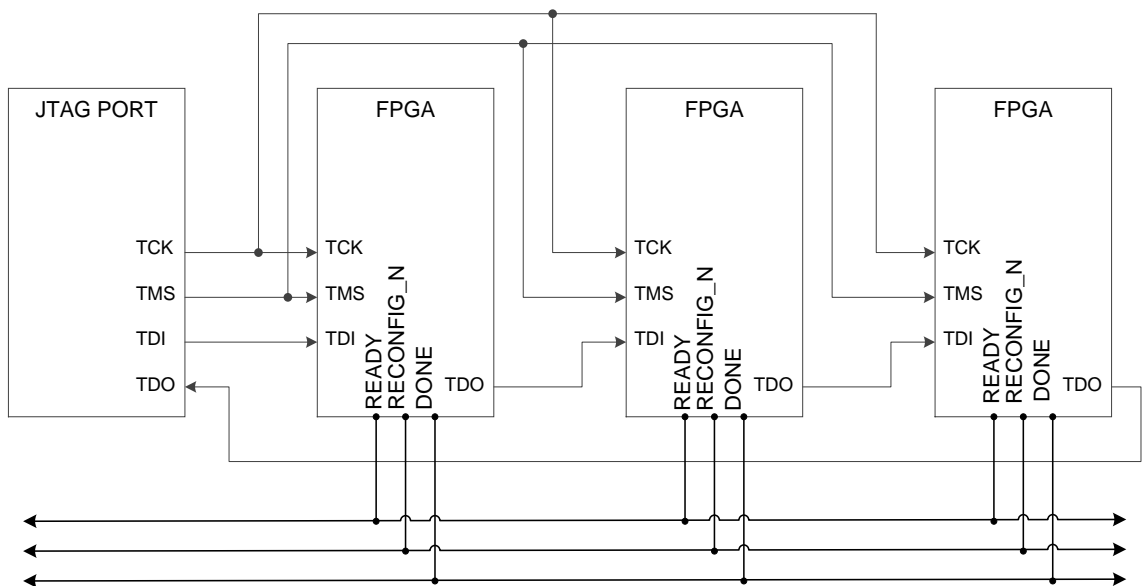 JTAG PORT
TCK
TMS
TDI
TDO
FPGA
TCK
TMS
TDI
READY
RECONFIG_N
DONE
TDO
FPGA
TCK
TMS
TDI
READY
RECONFIG_N
DONE
TDO
FPGA
TCK
TMS
TDI
READY
RECONFIG_N
DONE
TDO